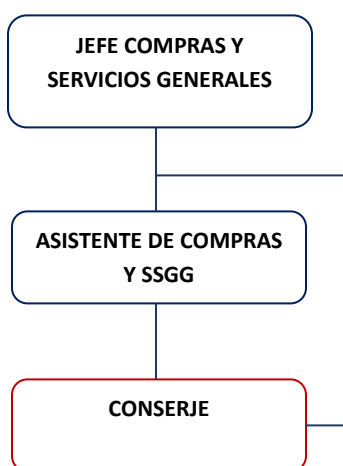 JEFE COMPRAS Y
SERVICIOS GENERALES
ASISTENTE DE COMPRAS
Y SSGG
CONSERJE